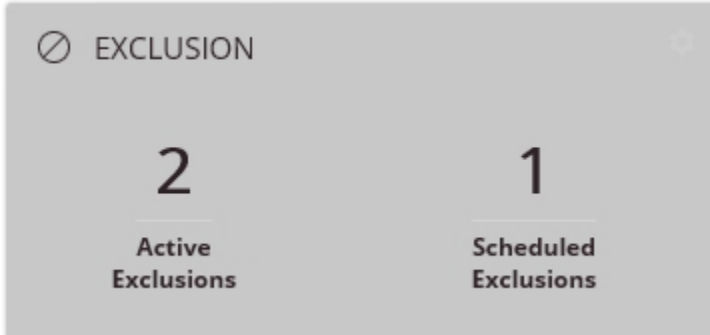 EXCLUSION
2
Active
Exclusions
1
Scheduled
Exclusions